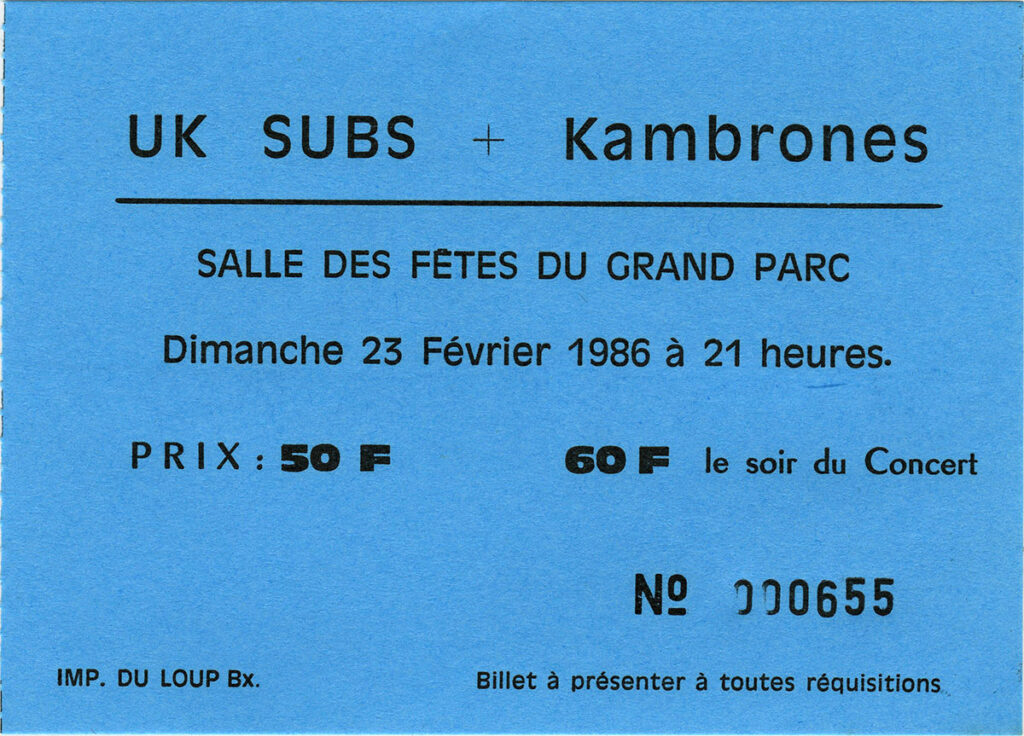 UK SUBS + Kambrones
SALLE DES FÊTES DU GRAND PARC
Dimanche 23 Février 1986 à 21 heures.
PRIX : 50 F 60 F le soir du Concert
Nº 000655
IMP. DU LOUP Bx. Billet à présenter à toutes réquisitions